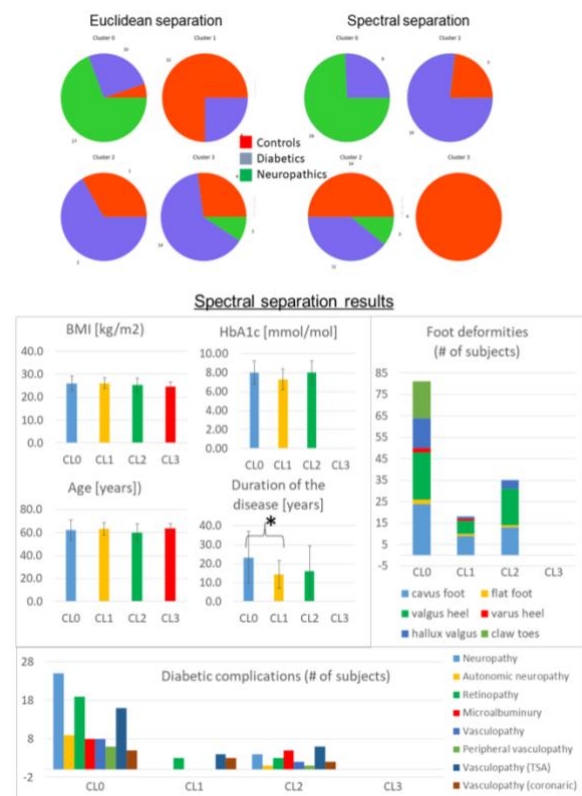 Euclidean separation
Spectral separation
Cluster 0
Cluster 1
Cluster 0
Cluster 1
Controls
Diabetics
Neuropathics
Cluster 2
Cluster 3
Cluster 2
Cluster 3
Spectral separation results
BMI [kg/m2)
40.0
30.0
20.0
10.0
0.0
CL0 CL1 CL2 CL3
HbA1c [mmol/mol]
10.00
8.00
6.00
4.00
2.00
0.00
CL0 CL1 CL2 CL3
Age [years])
80.0
60.0
40.0
20.0
0.0
CL0 CL1 CL2 CL3
Duration of the
disease [years]
*
40.0
30.0
20.0
10.0
0.0
CL0 CL1 CL2 CL3
Foot deformities
(# of subjects)
85
75
65
55
45
35
25
15
5
-5
CL0 CL1 CL2 CL3
cavus foot
flat foot
valgus heel
varus heel
hallux valgus
claw toes
Diabetic complications (# of subjects)
28
18
8
-2
CL0 CL1 CL2 CL3
Neuropathy
Autonomic neuropathy
Retinopathy
Microalbuminury
Vasculopathy
Peripheral vasculopathy
Vasculopathy (TSA)
Vasculopathy (coronaric)